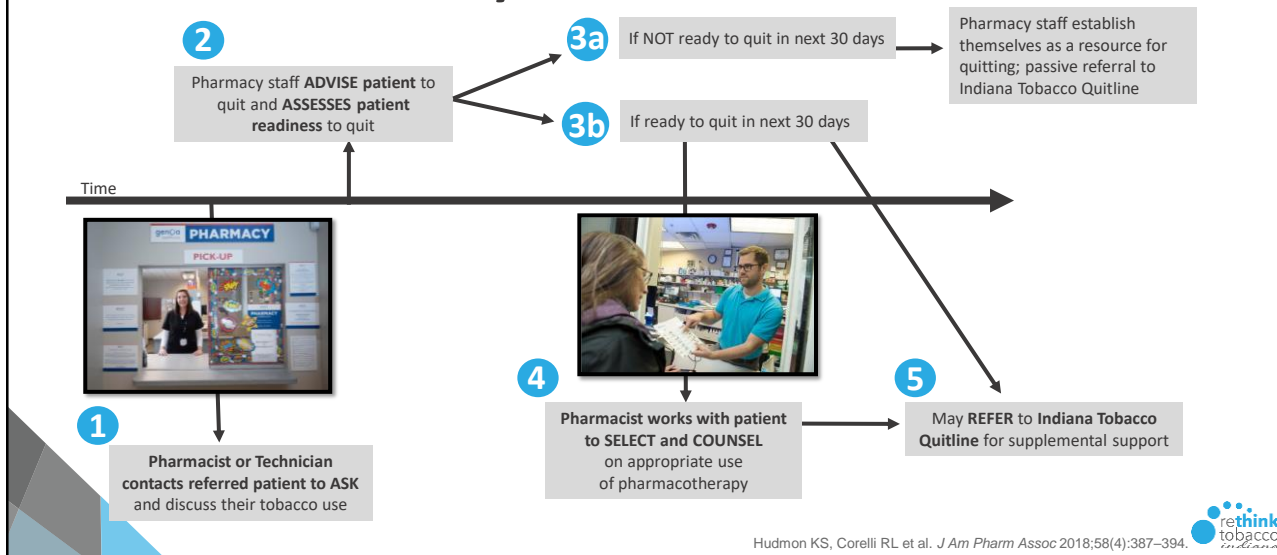 2
Pharmacy staff ADVISE patient to
quit and ASSESSES patient
readiness to quit
3a
If NOT ready to quit in next 30 days
Pharmacy staff establish
themselves as a resource for
quitting; passive referral to
Indiana Tobacco Quitline
3b
If ready to quit in next 30 days
Time
PHARMACY
PICK-UP
1
Pharmacist or Technician
contacts referred patient to ASK
and discuss their tobacco use
4
Pharmacist works with patient
to SELECT and COUNSEL
on appropriate use
of pharmacotherapy
5
May REFER to Indiana Tobacco
Quitline for supplemental support
Hudmon KS, Corelli RL et al. J Am Pharm Assoc 2018;58(4):387–394.
rethink
tobacco
indiana